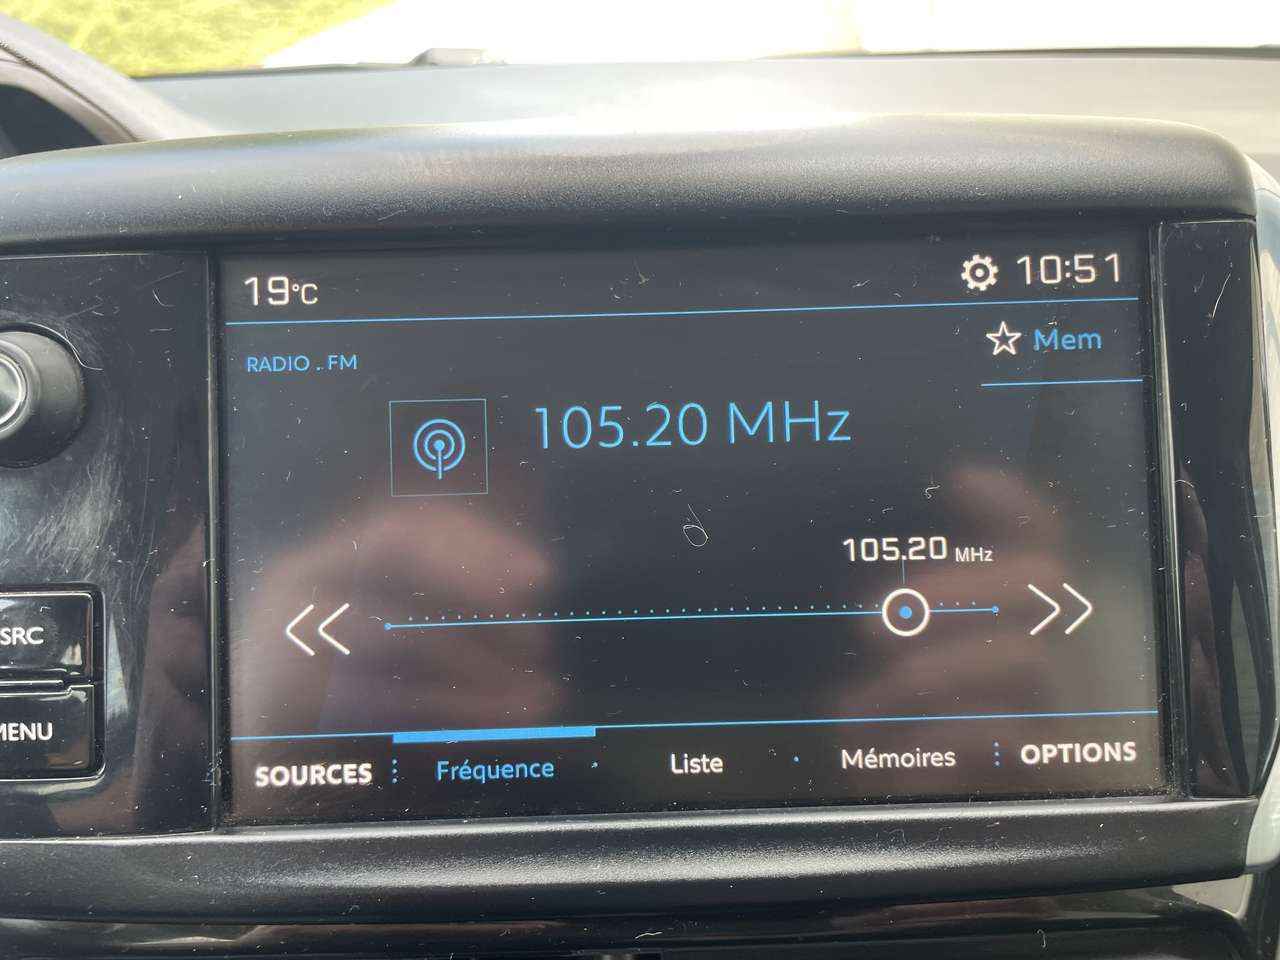 19°C
10:51
Mem
RADIO . FM
105.20 MHz
105.20 MHz
SRC
MENU
SOURCES
Fréquence
Liste
Mémoires
OPTIONS